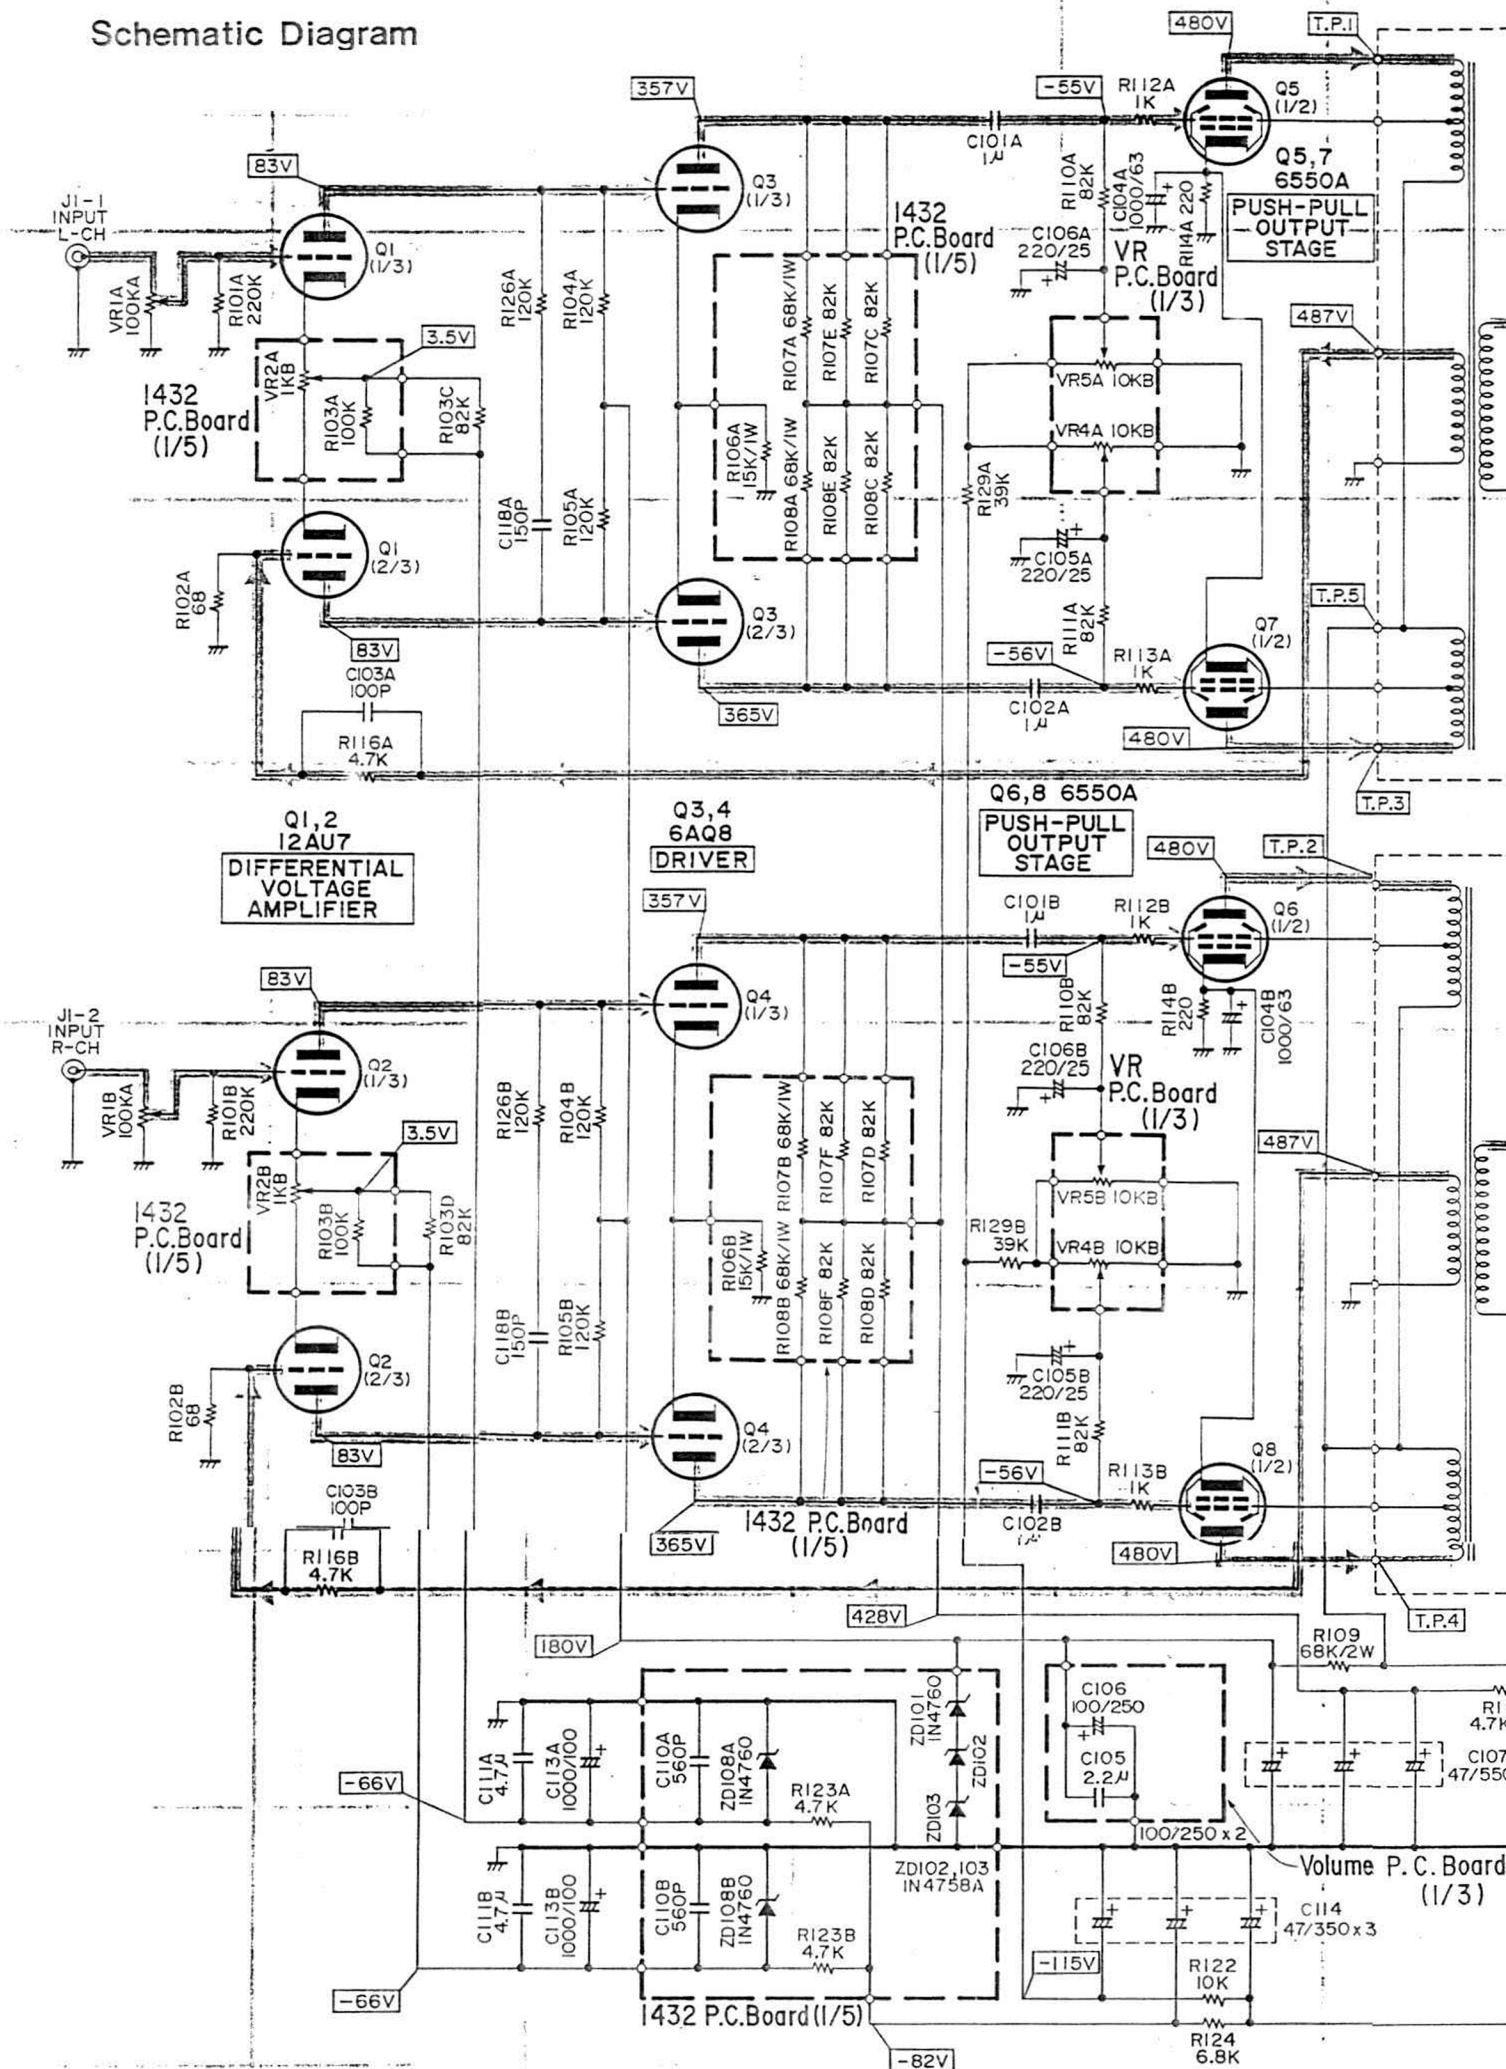 Schematic Diagram
480V
T.P.1
357V
-55V
R112A
1K
Q5
(1/2)
C101A
1μ
83V
Q3
(1/3)
R110A
82K
C104A
1000/63
R114A 220
Q5,7
6550A
PUSH-PULL
OUTPUT
STAGE
J1-1
INPUT
L-CH
Q1
(1/3)
1432
P.C.Board
(1/5)
C106A
220/25
VR
P.C.Board
(1/3)
VR1A
100KA
R101A
220K
R126A
120K
R104A
120K
R107A 68K/1W
R107E 82K
R107C 82K
487V
3.5V
VR2A
1KB
VR5A 10KB
1432
P.C.Board
(1/5)
R103A
100K
R103C
82K
VR4A 10KB
R106A
15K/1W
R108A 68K/1W
R108E 82K
R108C 82K
R129A
39K
C118A
150P
R105A
120K
Q1
(2/3)
C105A
220/25
R102A
68
T.P.5
Q3
(2/3)
R111A
82K
Q7
(1/2)
83V
-56V
R113A
1K
C103A
100P
365V
C102A
1μ
480V
R116A
4.7K
T.P.3
Q1,2
12AU7
DIFFERENTIAL
VOLTAGE
AMPLIFIER
Q3,4
6AQ8
DRIVER
Q6,8 6550A
PUSH-PULL
OUTPUT
STAGE
480V
T.P.2
357V
C101B
1μ
R112B
1K
Q6
(1/2)
-55V
83V
Q4
(1/3)
R110B
82K
R114B
220
C104B
1000/63
J1-2
INPUT
R-CH
Q2
(1/3)
C106B
220/25
VR
P.C.Board
(1/3)
VR1B
100KA
R101B
220K
R126B
120K
R104B
120K
R107B 68K/1W
R107F 82K
R107D 82K
3.5V
487V
VR2B
1KB
VR5B 10KB
1432
P.C.Board
(1/5)
R103B
100K
R103D
82K
R129B
39K
VR4B 10KB
R106B
15K/1W
R108B 68K/1W
R108F 82K
R108D 82K
C118B
150P
R105B
120K
Q2
(2/3)
C105B
220/25
R102B
68
Q4
(2/3)
R111B
82K
Q8
(1/2)
83V
-56V
R113B
1K
C103B
100P
1432 P.C.Board
(1/5)
C102B
1μ
365V
480V
R116B
4.7K
428V
T.P.4
180V
R109
68K/2W
ZD101
1N4760
C106
100/250
R1
4.7K
C111A
4.7μ
C113A
1000/100
C110A
560P
ZD108A
1N4760
ZD102
C105
2.2μ
C107
47/550
-66V
R123A
4.7K
ZD103
100/250 x 2
ZD102,103
1N4758A
Volume P.C.Board
(1/3)
C111B
4.7μ
C113B
1000/100
C110B
560P
ZD108B
1N4760
C114
47/350 x 3
R123B
4.7K
-115V
R122
10K
-66V
1432 P.C.Board (1/5)
R124
6.8K
-82V